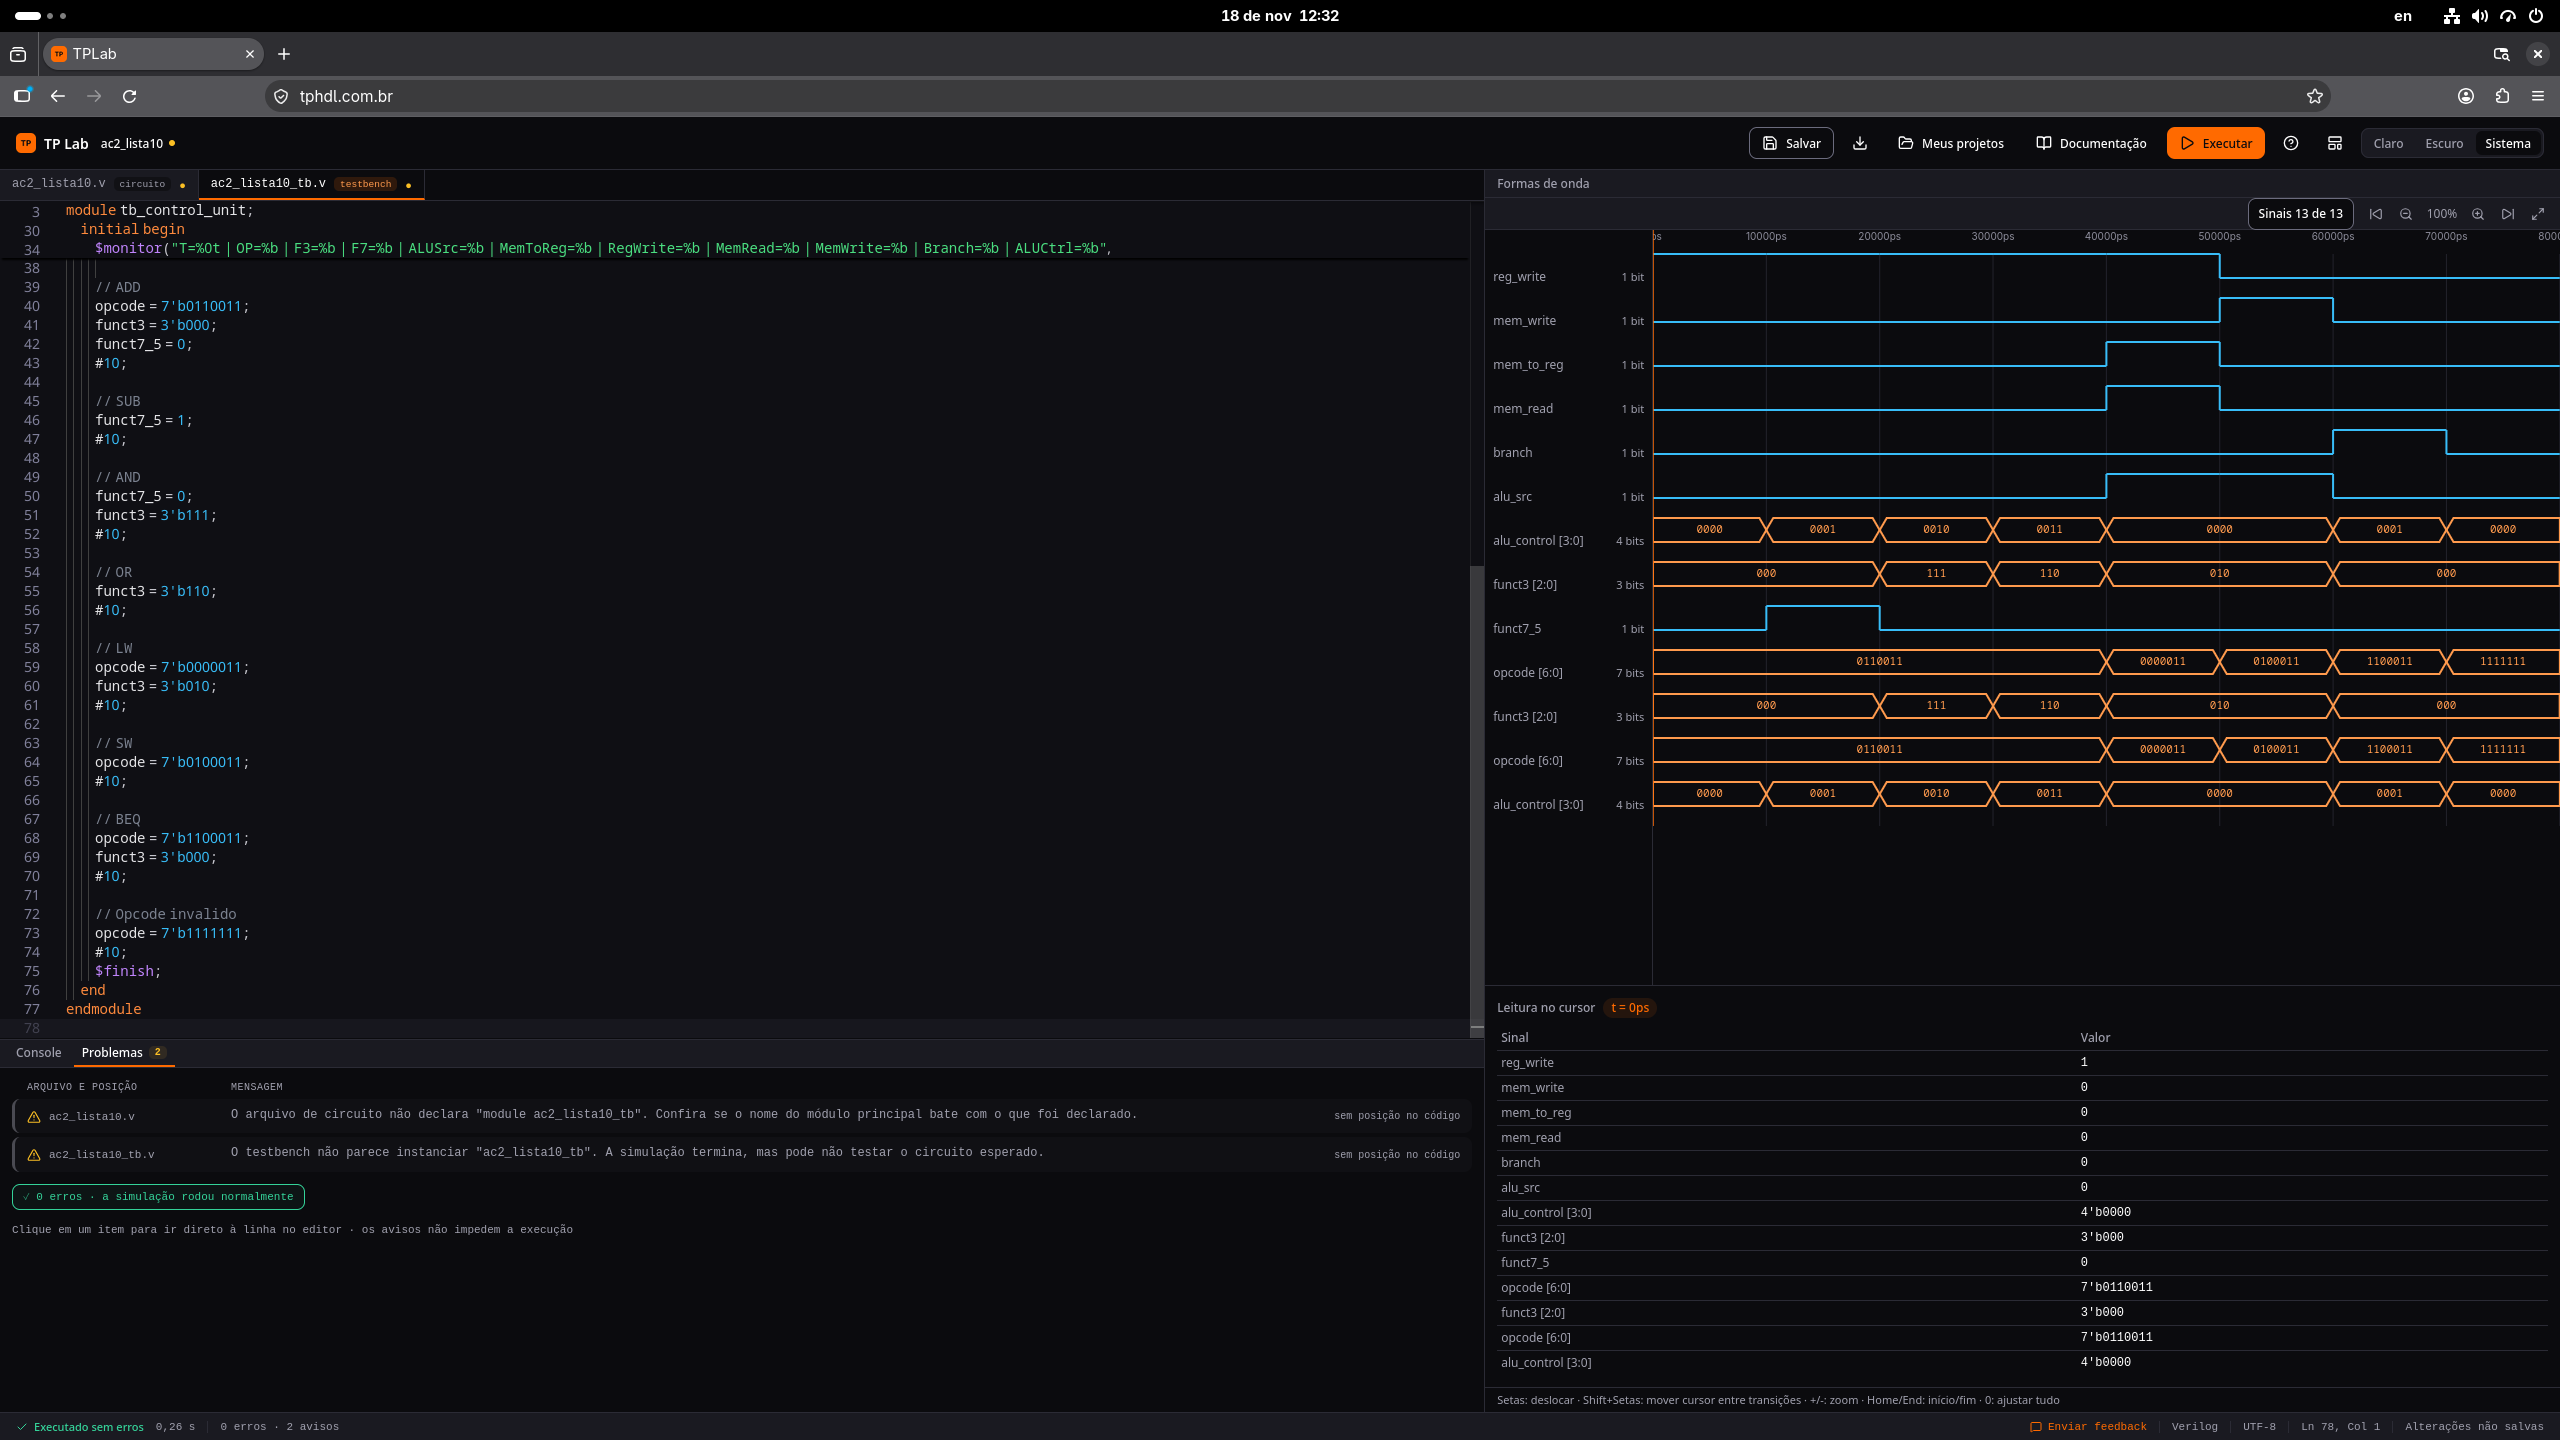 18 de nov  12:32
en
TPLab
tphdl.com.br
TP TP Lab ac2_lista10
Salvar
Meus projetos
Documentação
Executar
Claro Escuro Sistema
ac2_lista10.v circuito
ac2_lista10_tb.v testbench
3 module tb_control_unit;
30 initial begin
34 $monitor("T=%0t | OP=%b | F3=%b | F7=%b | ALUSrc=%b | MemToReg=%b | RegWrite=%b | MemRead=%b | MemWrite=%b | Branch=%b | ALUCtrl=%b",
38
39 // ADD
40 opcode = 7'b0110011;
41 funct3 = 3'b000;
42 funct7_5 = 0;
43 #10;
44
45 // SUB
46 funct7_5 = 1;
47 #10;
48
49 // AND
50 funct7_5 = 0;
51 funct3 = 3'b111;
52 #10;
53
54 // OR
55 funct3 = 3'b110;
56 #10;
57
58 // LW
59 opcode = 7'b0000011;
60 funct3 = 3'b010;
61 #10;
62
63 // SW
64 opcode = 7'b0100011;
65 #10;
66
67 // BEQ
68 opcode = 7'b1100011;
69 funct3 = 3'b000;
70 #10;
71
72 // Opcode invalido
73 opcode = 7'b1111111;
74 #10;
75 $finish;
76 end
77 endmodule
78
Console Problemas 2
ARQUIVO E POSIÇÃO MENSAGEM
ac2_lista10.v O arquivo de circuito não declara "module ac2_lista10_tb". Confira se o nome do módulo principal bate com o que foi declarado. sem posição no código
ac2_lista10_tb.v O testbench não parece instanciar "ac2_lista10_tb". A simulação termina, mas pode não testar o circuito esperado. sem posição no código
✓ 0 erros · a simulação rodou normalmente
Clique em um item para ir direto à linha no editor · os avisos não impedem a execução
Formas de onda
Sinais 13 de 13
100%
ps 10000ps 20000ps 30000ps 40000ps 50000ps 60000ps 70000ps 8000
reg_write 1 bit
mem_write 1 bit
mem_to_reg 1 bit
mem_read 1 bit
branch 1 bit
alu_src 1 bit
alu_control [3:0] 4 bits 0000 0001 0010 0011 0000 0001 0000
funct3 [2:0] 3 bits 000 111 110 010 000
funct7_5 1 bit
opcode [6:0] 7 bits 0110011 0000011 0100011 1100011 1111111
funct3 [2:0] 3 bits 000 111 110 010 000
opcode [6:0] 7 bits 0110011 0000011 0100011 1100011 1111111
alu_control [3:0] 4 bits 0000 0001 0010 0011 0000 0001 0000
Leitura no cursor t = 0ps
Sinal Valor
reg_write 1
mem_write 0
mem_to_reg 0
mem_read 0
branch 0
alu_src 0
alu_control [3:0] 4'b0000
funct3 [2:0] 3'b000
funct7_5 0
opcode [6:0] 7'b0110011
funct3 [2:0] 3'b000
opcode [6:0] 7'b0110011
alu_control [3:0] 4'b0000
Setas: deslocar · Shift+Setas: mover cursor entre transições · +/-: zoom · Home/End: início/fim · 0: ajustar tudo
Executado sem erros 0,26 s 0 erros · 2 avisos
Enviar feedback Verilog UTF-8 Ln 78, Col 1 Alterações não salvas